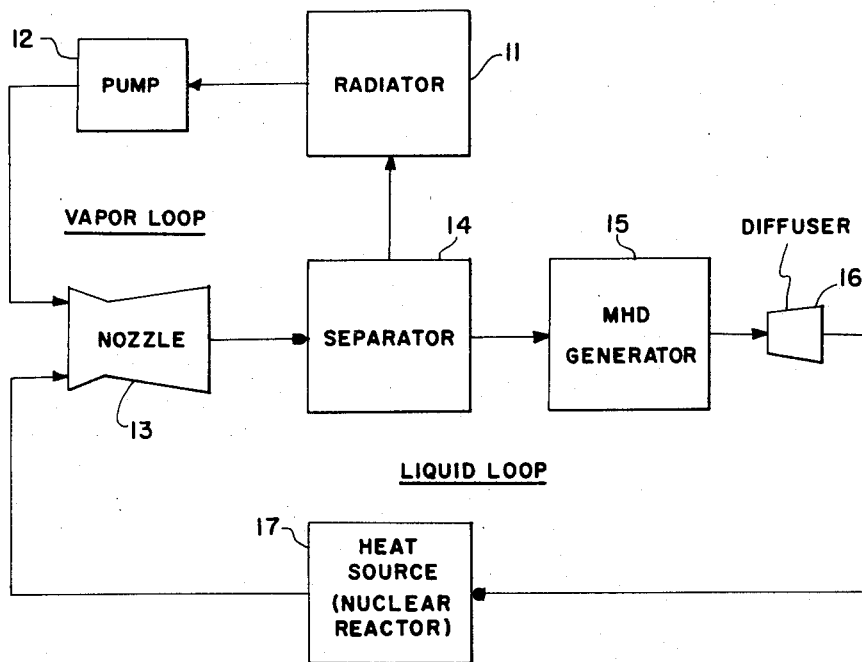 12
PUMP
RADIATOR
11
VAPOR LOOP
14
15
DIFFUSER
16
NOZZLE
SEPARATOR
MHD
GENERATOR
13
LIQUID LOOP
17
HEAT
SOURCE
(NUCLEAR
REACTOR)